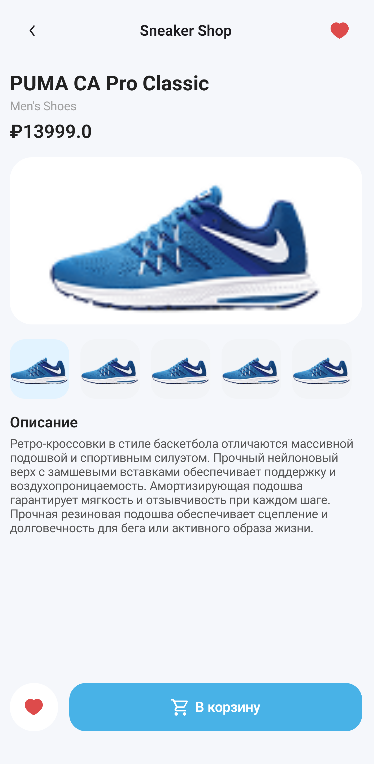 Sneaker Shop
PUMA CA Pro Classic
Men's Shoes
₽13999.0
Описание
Ретро-кроссовки в стиле баскетбола отличаются массивной
подошвой и спортивным силуэтом. Прочный нейлоновый
верх с замшевыми вставками обеспечивает поддержку и
воздухопроницаемость. Амортизирующая подошва
гарантирует мягкость и отзывчивость при каждом шаге.
Прочная резиновая подошва обеспечивает сцепление и
долговечность для бега или активного образа жизни.
В корзину